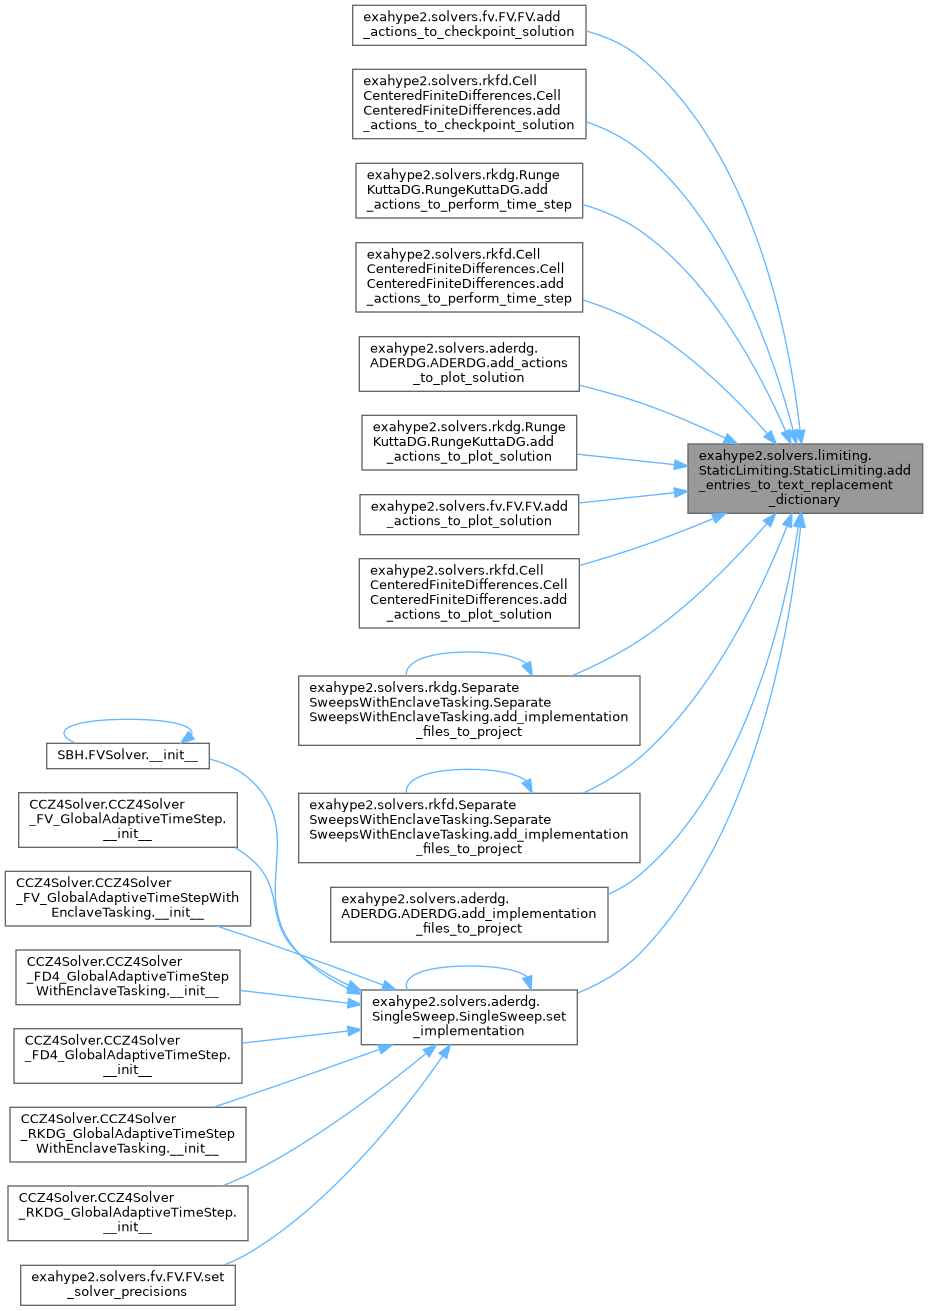 exahype2.solvers.fv.FV.FV.add
_actions_to_checkpoint_solution
exahype2.solvers.rkfd.Cell
CenteredFiniteDifferences.Cell
CenteredFiniteDifferences.add
_actions_to_checkpoint_solution
exahype2.solvers.rkdg.Runge
KuttaDG.RungeKuttaDG.add
_actions_to_perform_time_step
exahype2.solvers.rkfd.Cell
CenteredFiniteDifferences.Cell
CenteredFiniteDifferences.add
_actions_to_perform_time_step
exahype2.solvers.aderdg.
ADERDG.ADERDG.add_actions
_to_plot_solution
exahype2.solvers.rkdg.Runge
KuttaDG.RungeKuttaDG.add
_actions_to_plot_solution
exahype2.solvers.limiting.
StaticLimiting.StaticLimiting.add
_entries_to_text_replacement
_dictionary
exahype2.solvers.fv.FV.FV.add
_actions_to_plot_solution
exahype2.solvers.rkfd.Cell
CenteredFiniteDifferences.Cell
CenteredFiniteDifferences.add
_actions_to_plot_solution
exahype2.solvers.rkdg.Separate
SweepsWithEnclaveTasking.Separate
SweepsWithEnclaveTasking.add_implementation
_files_to_project
SBH.FVSolver.__init__
exahype2.solvers.rkfd.Separate
SweepsWithEnclaveTasking.Separate
SweepsWithEnclaveTasking.add_implementation
_files_to_project
CCZ4Solver.CCZ4Solver
_FV_GlobalAdaptiveTimeStep.
__init__
CCZ4Solver.CCZ4Solver
_FV_GlobalAdaptiveTimeStepWith
EnclaveTasking.__init__
exahype2.solvers.aderdg.
ADERDG.ADERDG.add_implementation
_files_to_project
CCZ4Solver.CCZ4Solver
_FD4_GlobalAdaptiveTimeStep
WithEnclaveTasking.__init__
exahype2.solvers.aderdg.
SingleSweep.SingleSweep.set
_implementation
CCZ4Solver.CCZ4Solver
_FD4_GlobalAdaptiveTimeStep.
__init__
CCZ4Solver.CCZ4Solver
_RKDG_GlobalAdaptiveTimeStep
WithEnclaveTasking.__init__
CCZ4Solver.CCZ4Solver
_RKDG_GlobalAdaptiveTimeStep.
__init__
exahype2.solvers.fv.FV.FV.set
_solver_precisions